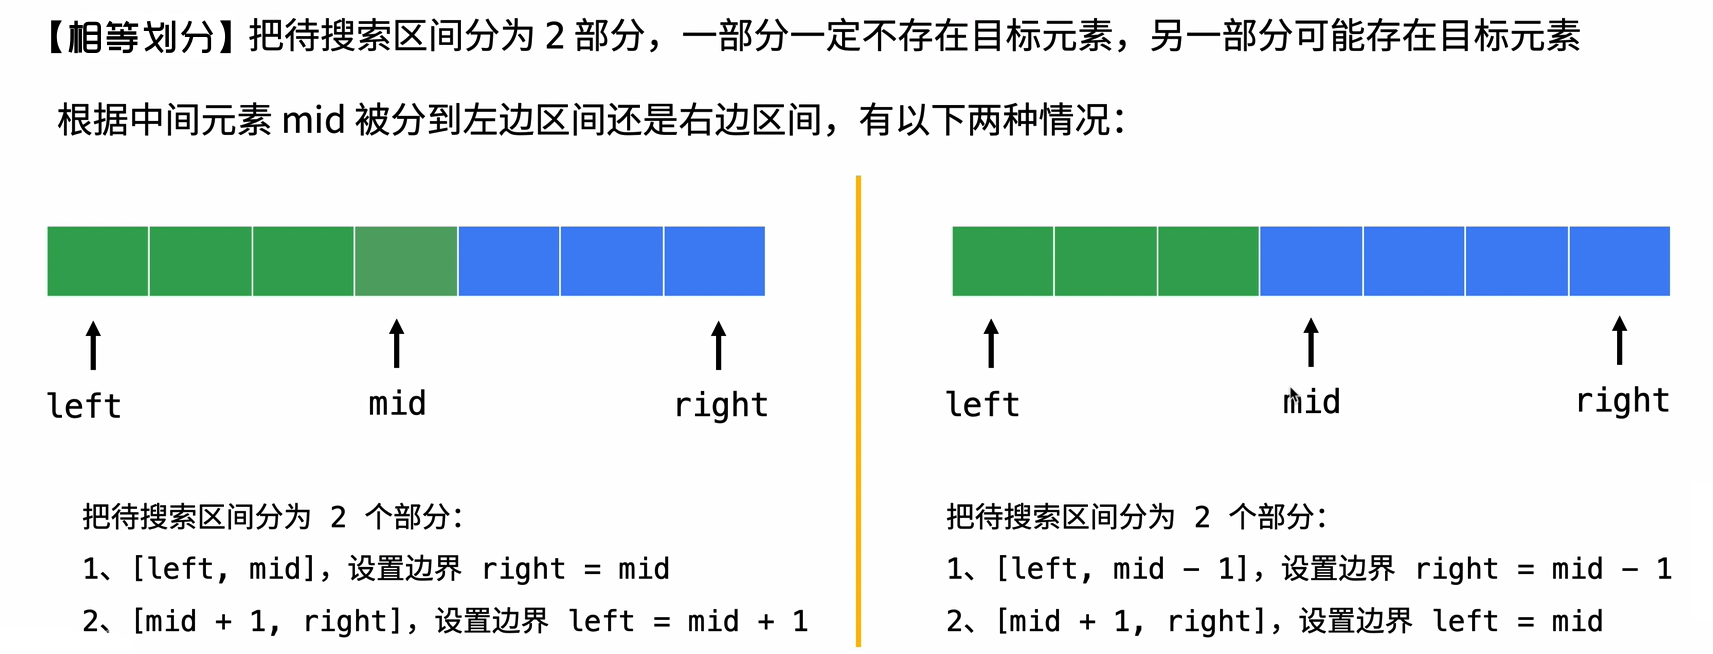 【相等划分】把待搜索区间分为 2 部分，一部分一定不存在目标元素，另一部分可能存在目标元素
根据中间元素 mid 被分到左边区间还是右边区间，有以下两种情况：
left mid right
把待搜索区间分为 2 个部分：
1、[left, mid]，设置边界 right = mid
2、[mid + 1, right]，设置边界 left = mid + 1
left mid right
把待搜索区间分为 2 个部分：
1、[left, mid - 1]，设置边界 right = mid - 1
2、[mid + 1, right]，设置边界 left = mid